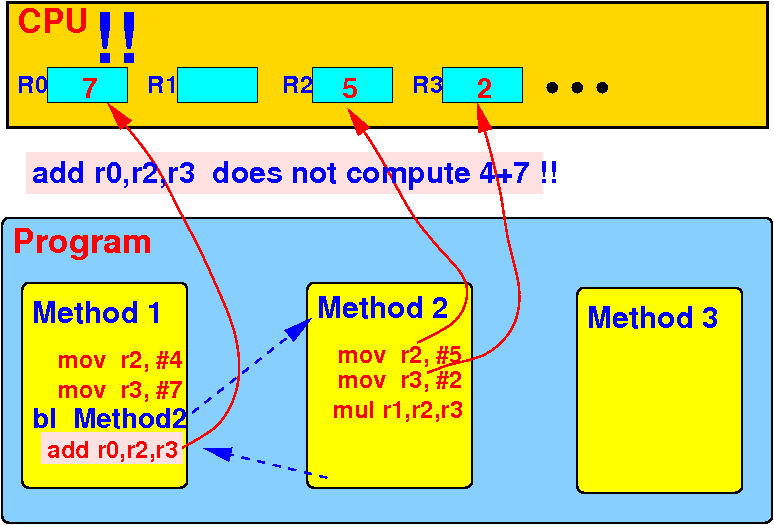 CPU
!!
R0 7 R1 R2 5 R3 2 • • •
add r0,r2,r3 does not compute 4+7 !!
Program
Method 1
mov r2, #4
mov r3, #7
bl Method2
add r0,r2,r3
Method 2
mov r2, #5
mov r3, #2
mul r1,r2,r3
Method 3